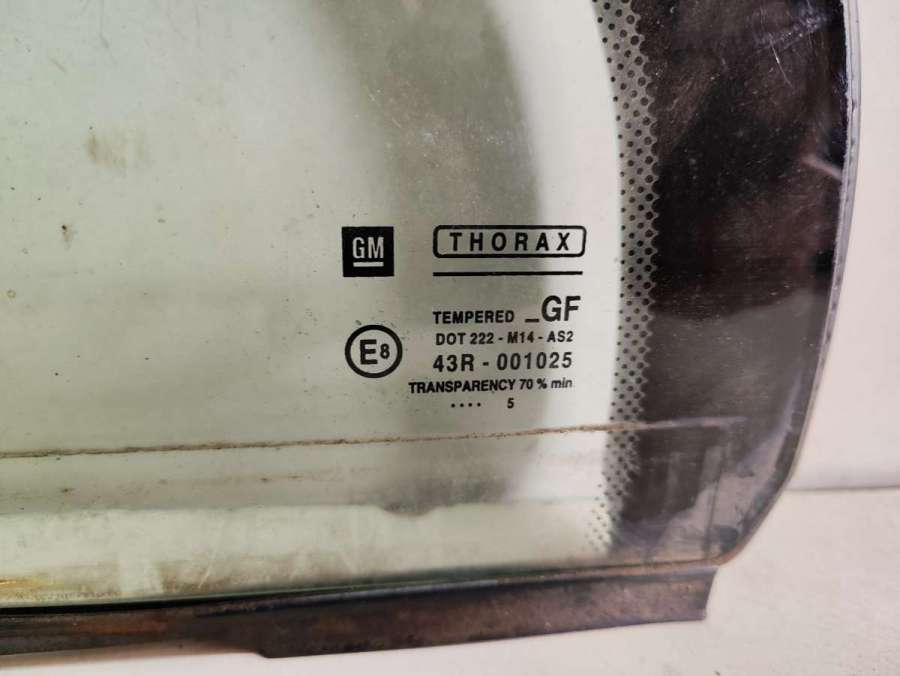 GM
THORAX
TEMPERED _GF
DOT 222 - M14 - AS2
E8
43R - 001025
TRANSPARENCY 70 % min
.... 5